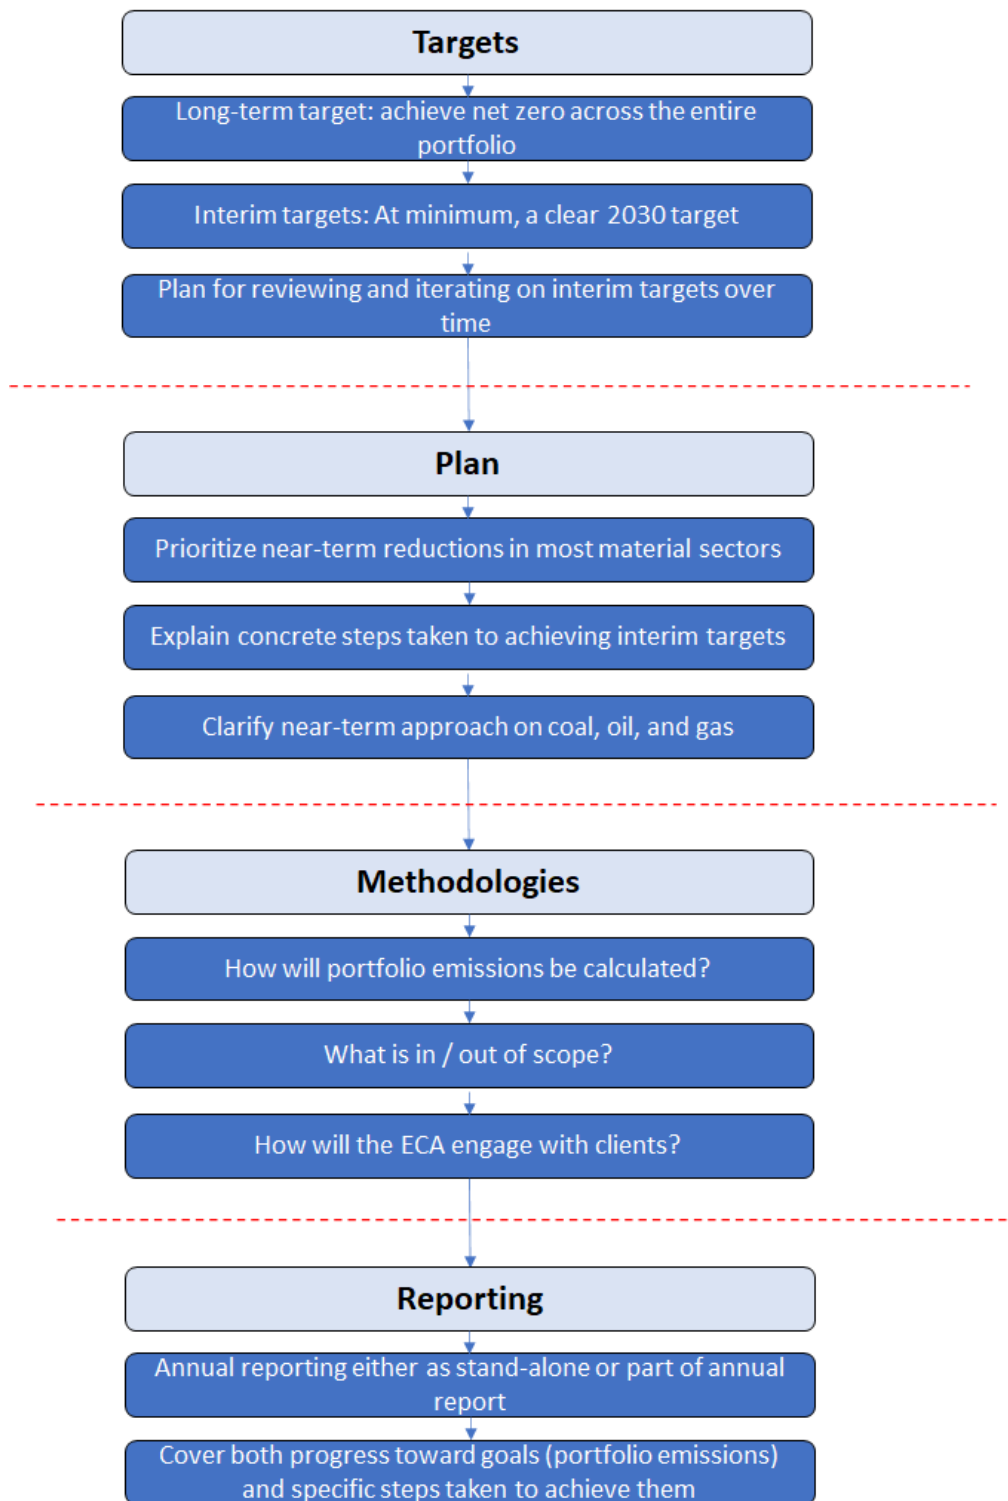 Targets
Long-term target: achieve net zero across the entire
portfolio
Interim targets: At minimum, a clear 2030 target
Plan for reviewing and iterating on interim targets over
time
Plan
Prioritize near-term reductions in most material sectors
Explain concrete steps taken to achieving interim targets
Clarify near-term approach on coal, oil, and gas
Methodologies
How will portfolio emissions be calculated?
What is in / out of scope?
How will the ECA engage with clients?
Reporting
Annual reporting either as stand-alone or part of annual
report
Cover both progress toward goals (portfolio emissions)
and specific steps taken to achieve them